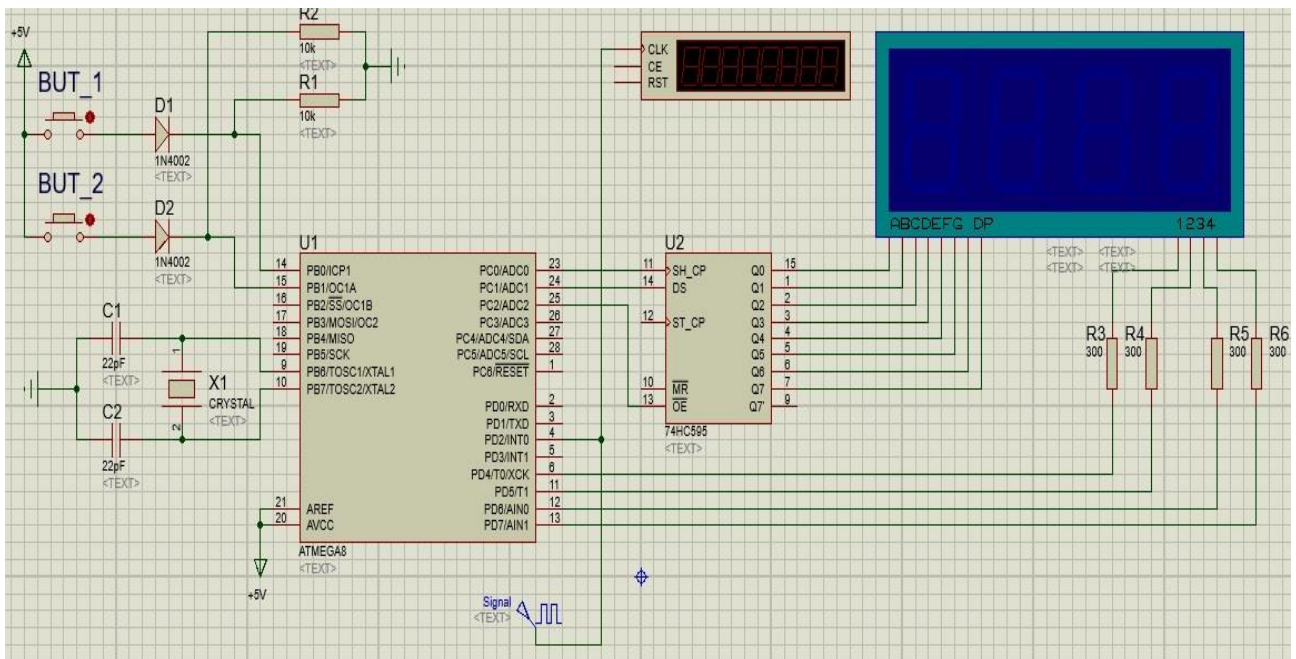 +5V
BUT_1
D1
1N4002
<TEXT>
BUT_2
D2
1N4002
<TEXT>
R2
10k
<TEXT>
R1
10k
<TEXT>
CLK
CE
RST
ABCDEFG DP
1234
<TEXT> <TEXT>
<TEXT> <TEXT>
C1
22pF
<TEXT>
C2
22pF
<TEXT>
1
X1
CRYSTAL
<TEXT>
2
U1
14 PB0/ICP1
15 PB1/OC1A
16 PB2/SS/OC1B
17 PB3/MOSI/OC2
18 PB4/MISO
19 PB5/SCK
9 PB6/TOSC1/XTAL1
10 PB7/TOSC2/XTAL2
21 AREF
20 AVCC
PC0/ADC0 23
PC1/ADC1 24
PC2/ADC2 25
PC3/ADC3 26
PC4/ADC4/SDA 27
PC5/ADC5/SCL 28
PC6/RESET 1
PD0/RXD 2
PD1/TXD 3
PD2/INT0 4
PD3/INT1 5
PD4/T0/XCK 6
PD5/T1 11
PD6/AIN0 12
PD7/AIN1 13
ATMEGA8
<TEXT>
+5V
U2
11 SH_CP
14 DS
12 ST_CP
10 MR
13 OE
Q0 15
Q1 1
Q2 2
Q3 3
Q4 4
Q5 5
Q6 6
Q7 7
Q7' 9
74HC595
<TEXT>
R3
300
R4
300
R5
300
R6
300
Signal
<TEXT>